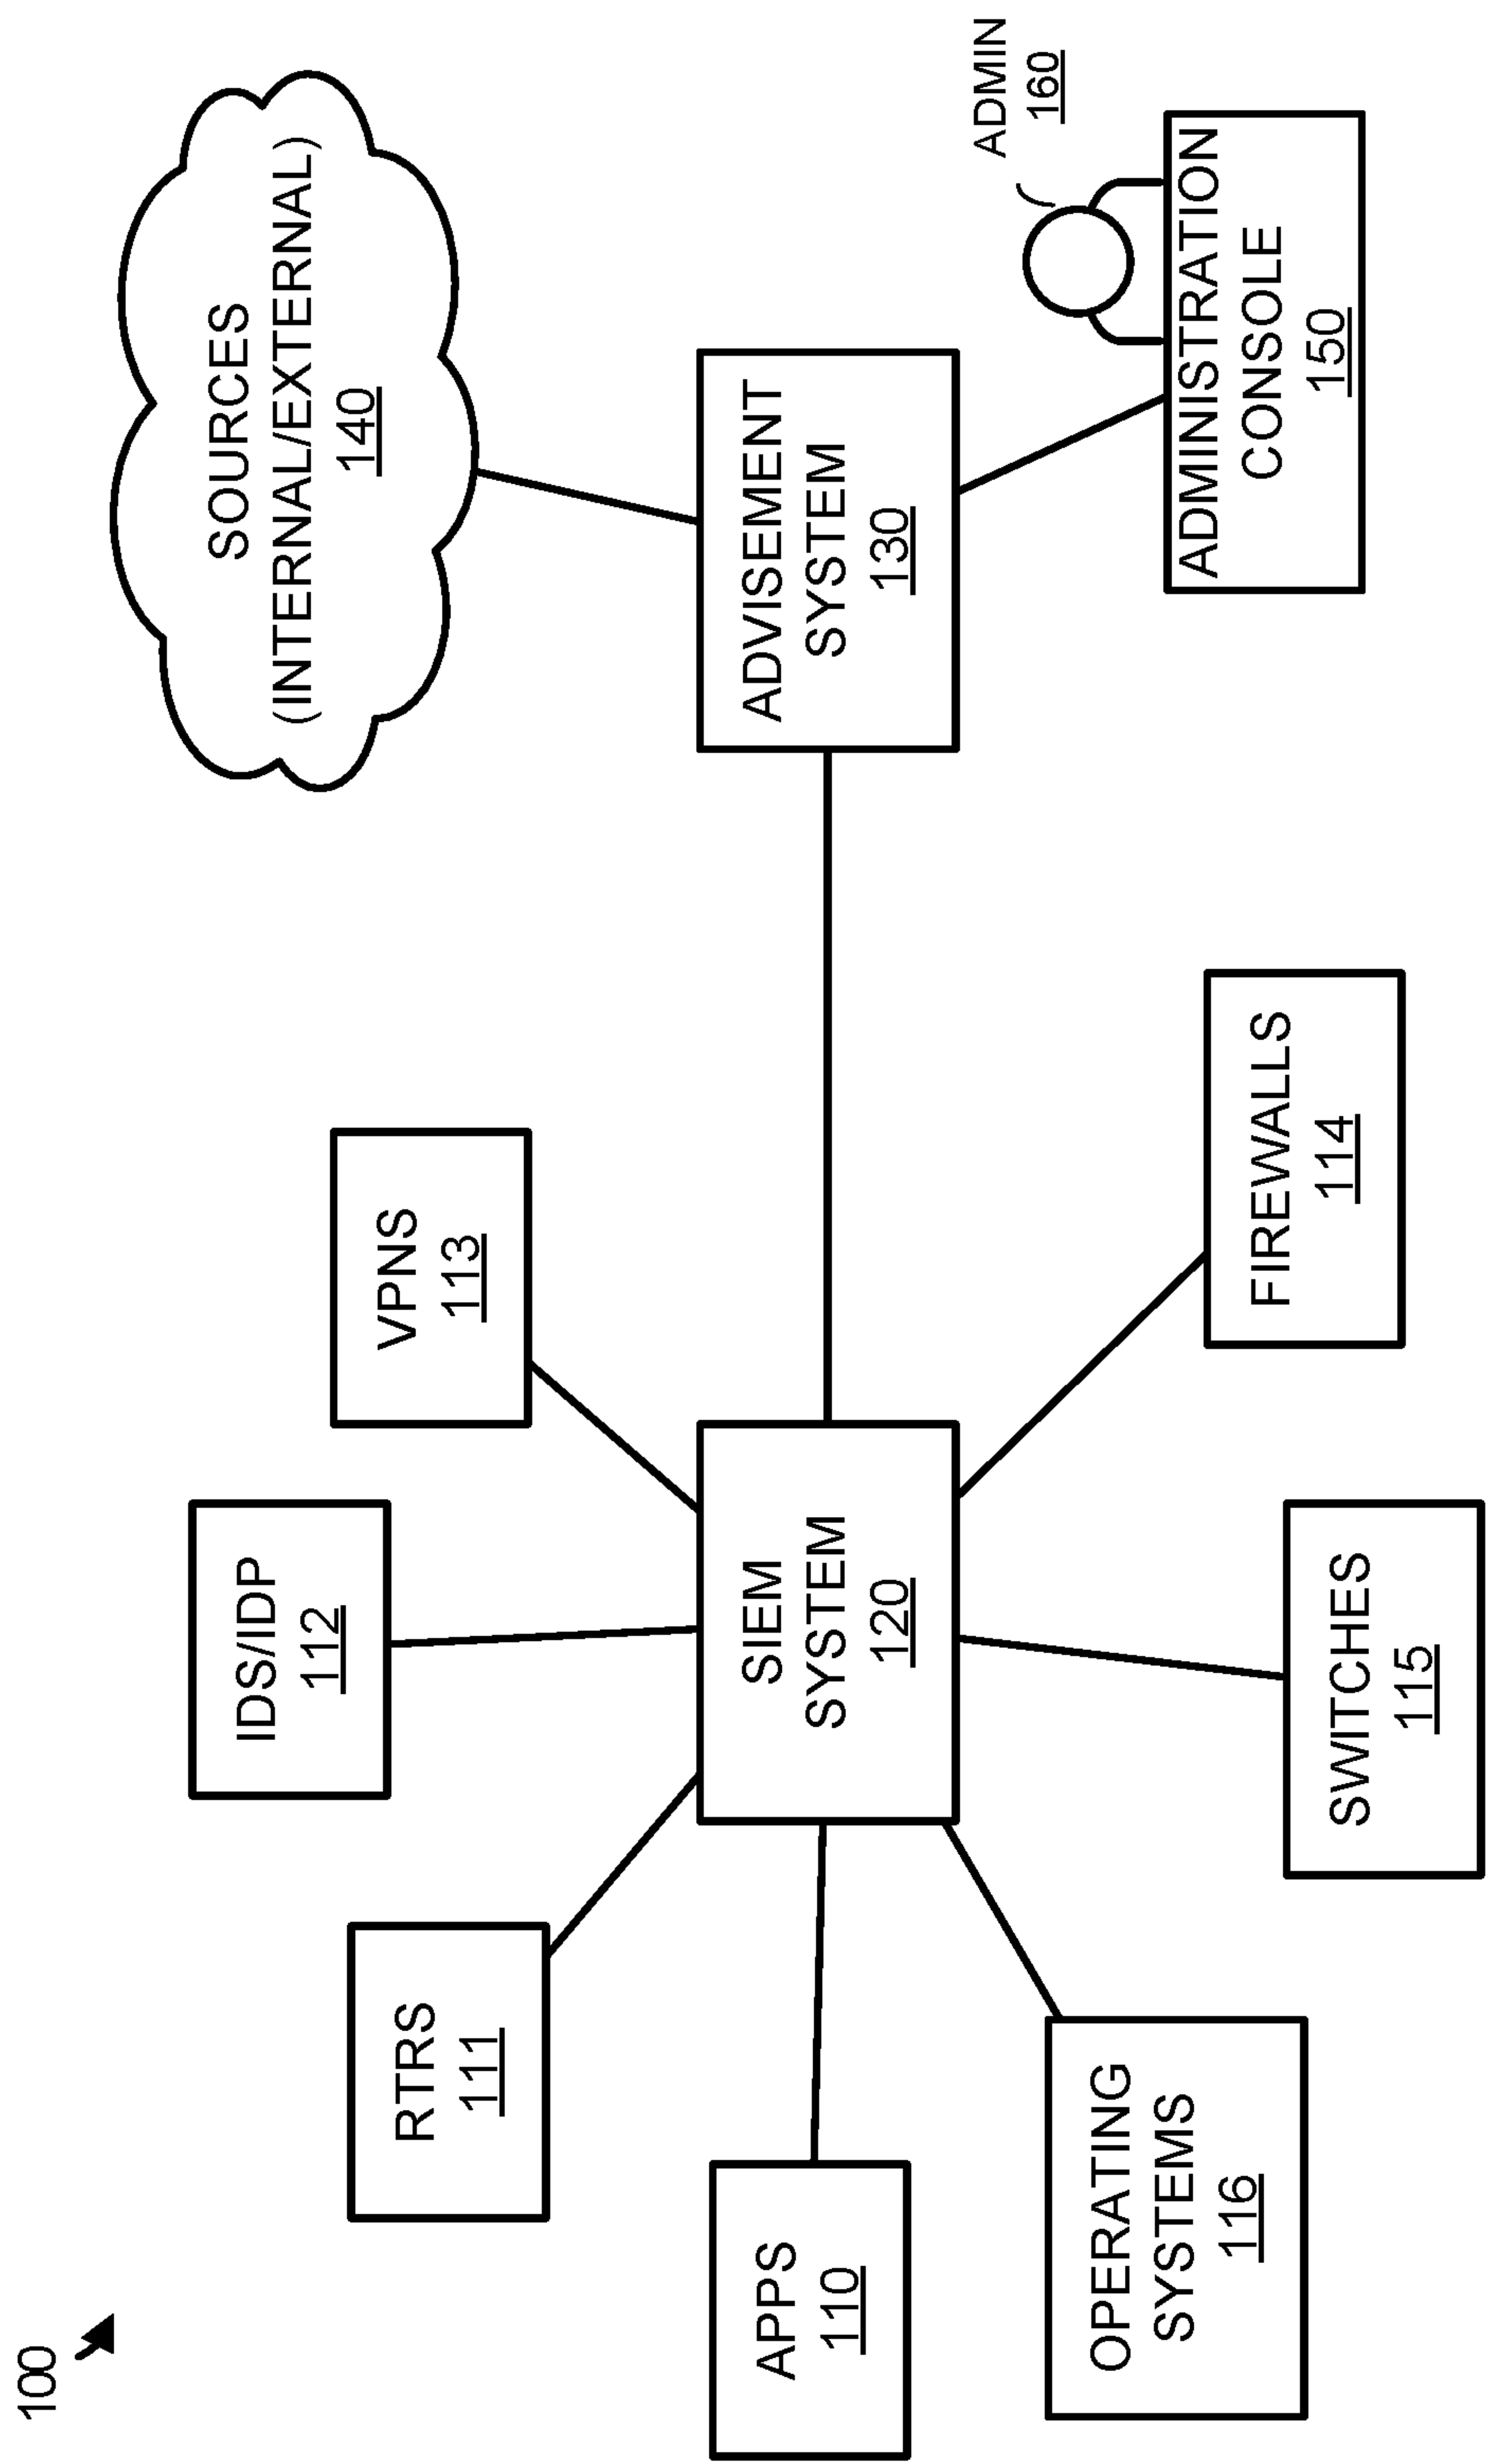 100
SOURCES
(INTERNAL/EXTERNAL)
140
IDS/IDP
112
VPNS
113
RTRS
111
APPS
110
SIEM
SYSTEM
120
ADVISEMENT
SYSTEM
130
ADMIN
160
OPERATING
SYSTEMS
116
SWITCHES
115
FIREWALLS
114
ADMINISTRATION
CONSOLE
150